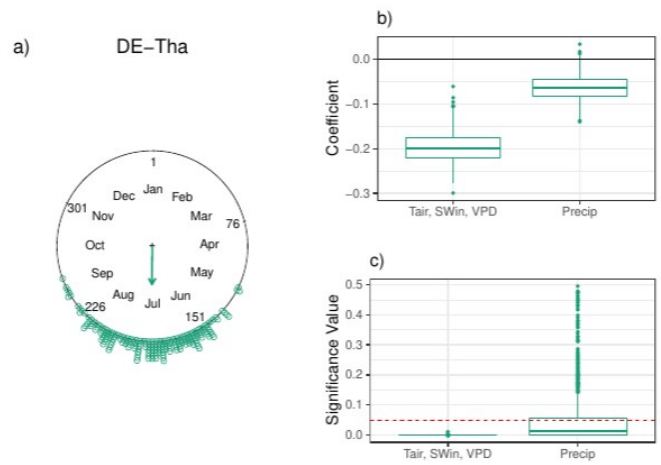 a)
DE−Tha
1
Jan
Feb
Mar
76
Apr
May
Jun
151
Jul
Aug
226
Sep
Oct
Nov
301
Dec
b)
Coefficient
0.0
−0.1
−0.2
−0.3
Tair, SWin, VPD
Precip
c)
Significance Value
0.5
0.4
0.3
0.2
0.1
0.0
Tair, SWin, VPD
Precip